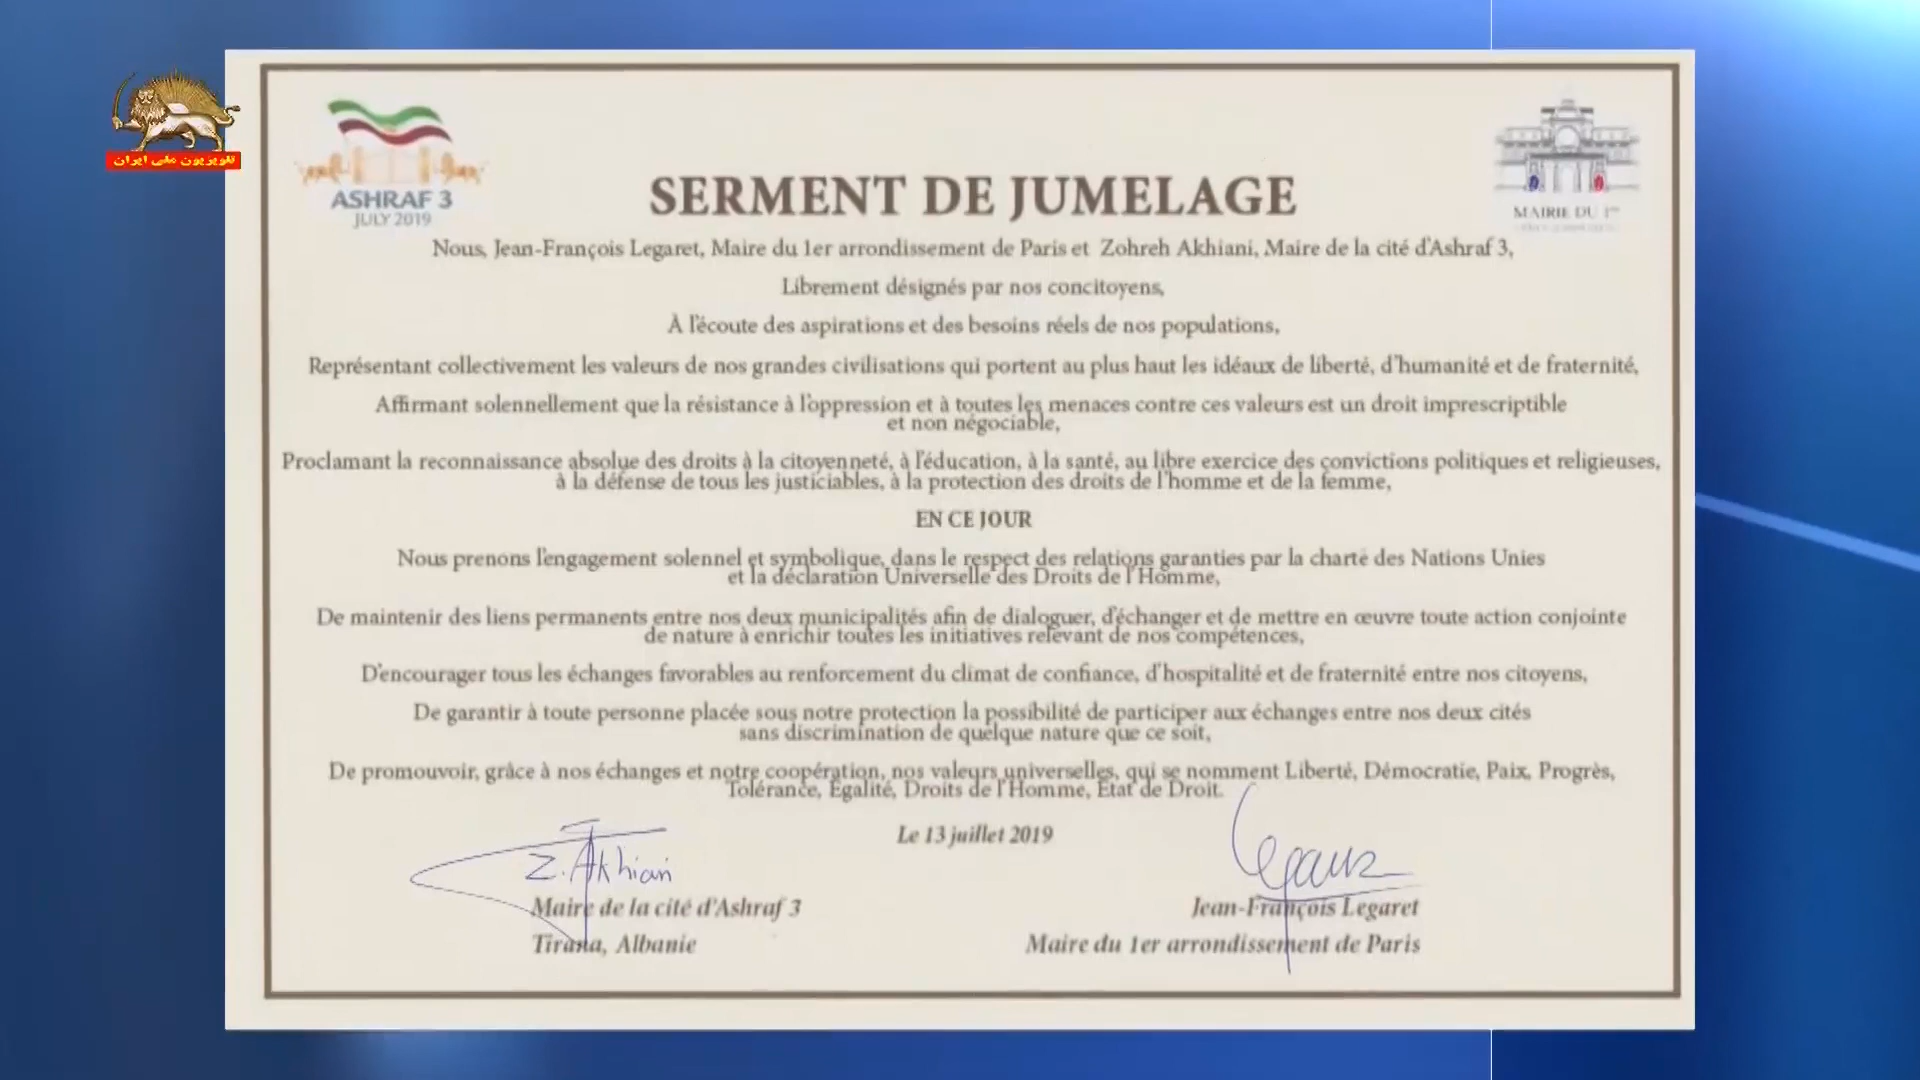 تلویزیون ملی ایران
ASHRAF 3
JULY 2019
MAIRIE DU 1er
SERMENT DE JUMELAGE
Nous, Jean-François Legaret, Maire du 1er arrondissement de Paris et Zohreh Akhiani, Maire de la cité d'Ashraf 3,
Librement désignés par nos concitoyens,
À l'écoute des aspirations et des besoins réels de nos populations,
Représentant collectivement les valeurs de nos grandes civilisations qui portent au plus haut les idéaux de liberté, d'humanité et de fraternité,
Affirmant solennellement que la résistance à l'oppression et à toutes les menaces contre ces valeurs est un droit imprescriptible
et non négociable,
Proclamant la reconnaissance absolue des droits à la citoyenneté, à l'éducation, à la santé, au libre exercice des convictions politiques et religieuses,
à la défense de tous les justiciables, à la protection des droits de l'homme et de la femme,
EN CE JOUR
Nous prenons l'engagement solennel et symbolique, dans le respect des relations garanties par la charte des Nations Unies
et la déclaration Universelle des Droits de l'Homme,
De maintenir des liens permanents entre nos deux municipalités afin de dialoguer, d'échanger et de mettre en œuvre toute action conjointe
de nature à enrichir toutes les initiatives relevant de nos compétences,
D'encourager tous les échanges favorables au renforcement du climat de confiance, d'hospitalité et de fraternité entre nos citoyens,
De garantir à toute personne placée sous notre protection la possibilité de participer aux échanges entre nos deux cités
sans discrimination de quelque nature que ce soit,
De promouvoir, grâce à nos échanges et notre coopération, nos valeurs universelles, qui se nomment Liberté, Démocratie, Paix, Progrès,
Tolérance, Egalité, Droits de l'Homme, Etat de Droit.
Le 13 juillet 2019
Z. Akhiani
Maire de la cité d'Ashraf 3
Tirana, Albanie
Jean-François Legaret
Maire du 1er arrondissement de Paris